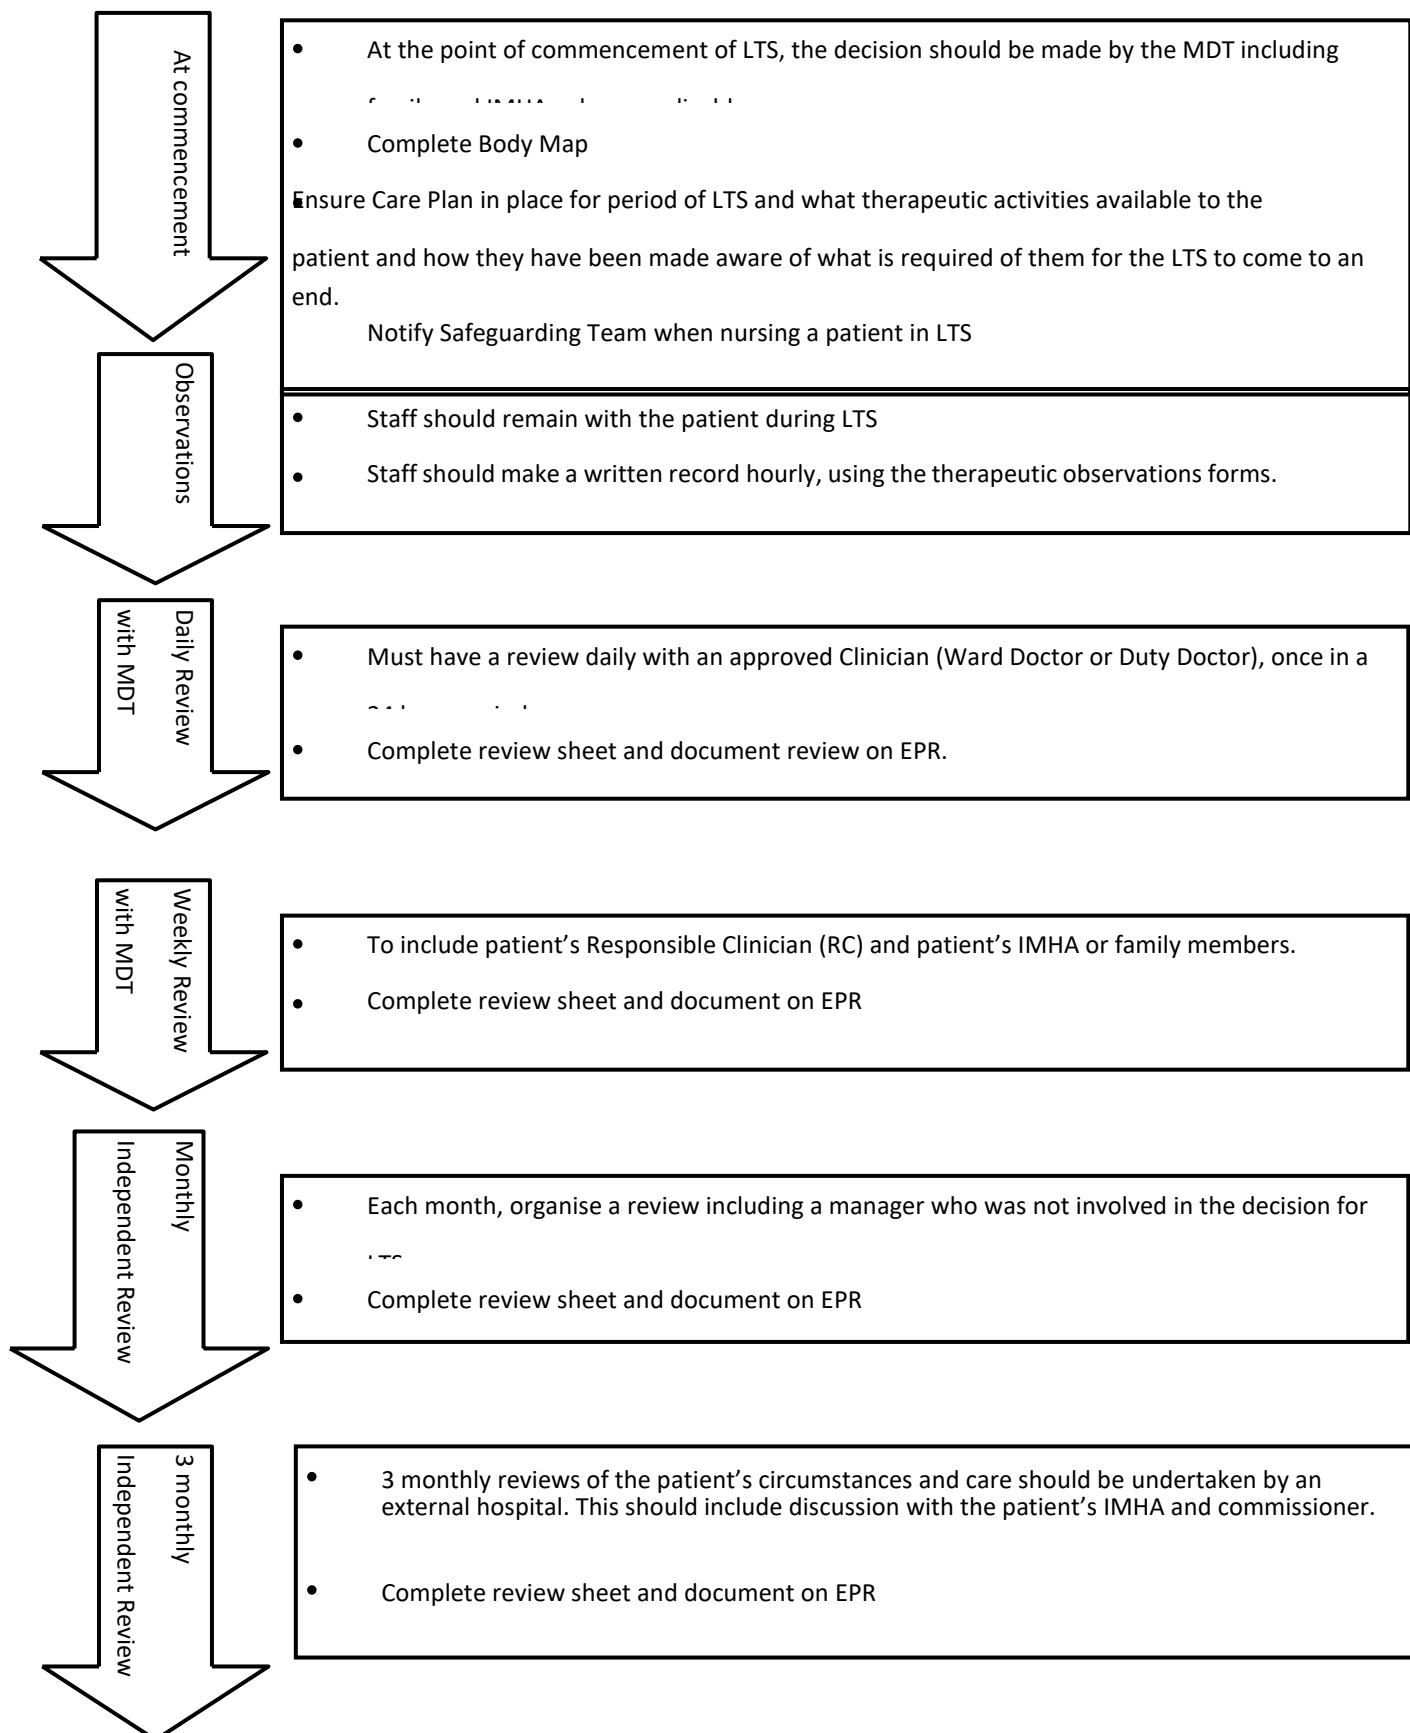 At commencement
• At the point of commencement of LTS, the decision should be made by the MDT including
• Complete Body Map
• Ensure Care Plan in place for period of LTS and what therapeutic activities available to the
patient and how they have been made aware of what is required of them for the LTS to come to an
end.
Notify Safeguarding Team when nursing a patient in LTS
Observations
• Staff should remain with the patient during LTS
• Staff should make a written record hourly, using the therapeutic observations forms.
Daily Review
with MDT
• Must have a review daily with an approved Clinician (Ward Doctor or Duty Doctor), once in a
• Complete review sheet and document review on EPR.
Weekly Review
with MDT
• To include patient’s Responsible Clinician (RC) and patient’s IMHA or family members.
• Complete review sheet and document on EPR
Monthly
Independent Review
• Each month, organise a review including a manager who was not involved in the decision for
• Complete review sheet and document on EPR
3 monthly
Independent Review
• 3 monthly reviews of the patient’s circumstances and care should be undertaken by an
external hospital. This should include discussion with the patient’s IMHA and commissioner.
• Complete review sheet and document on EPR